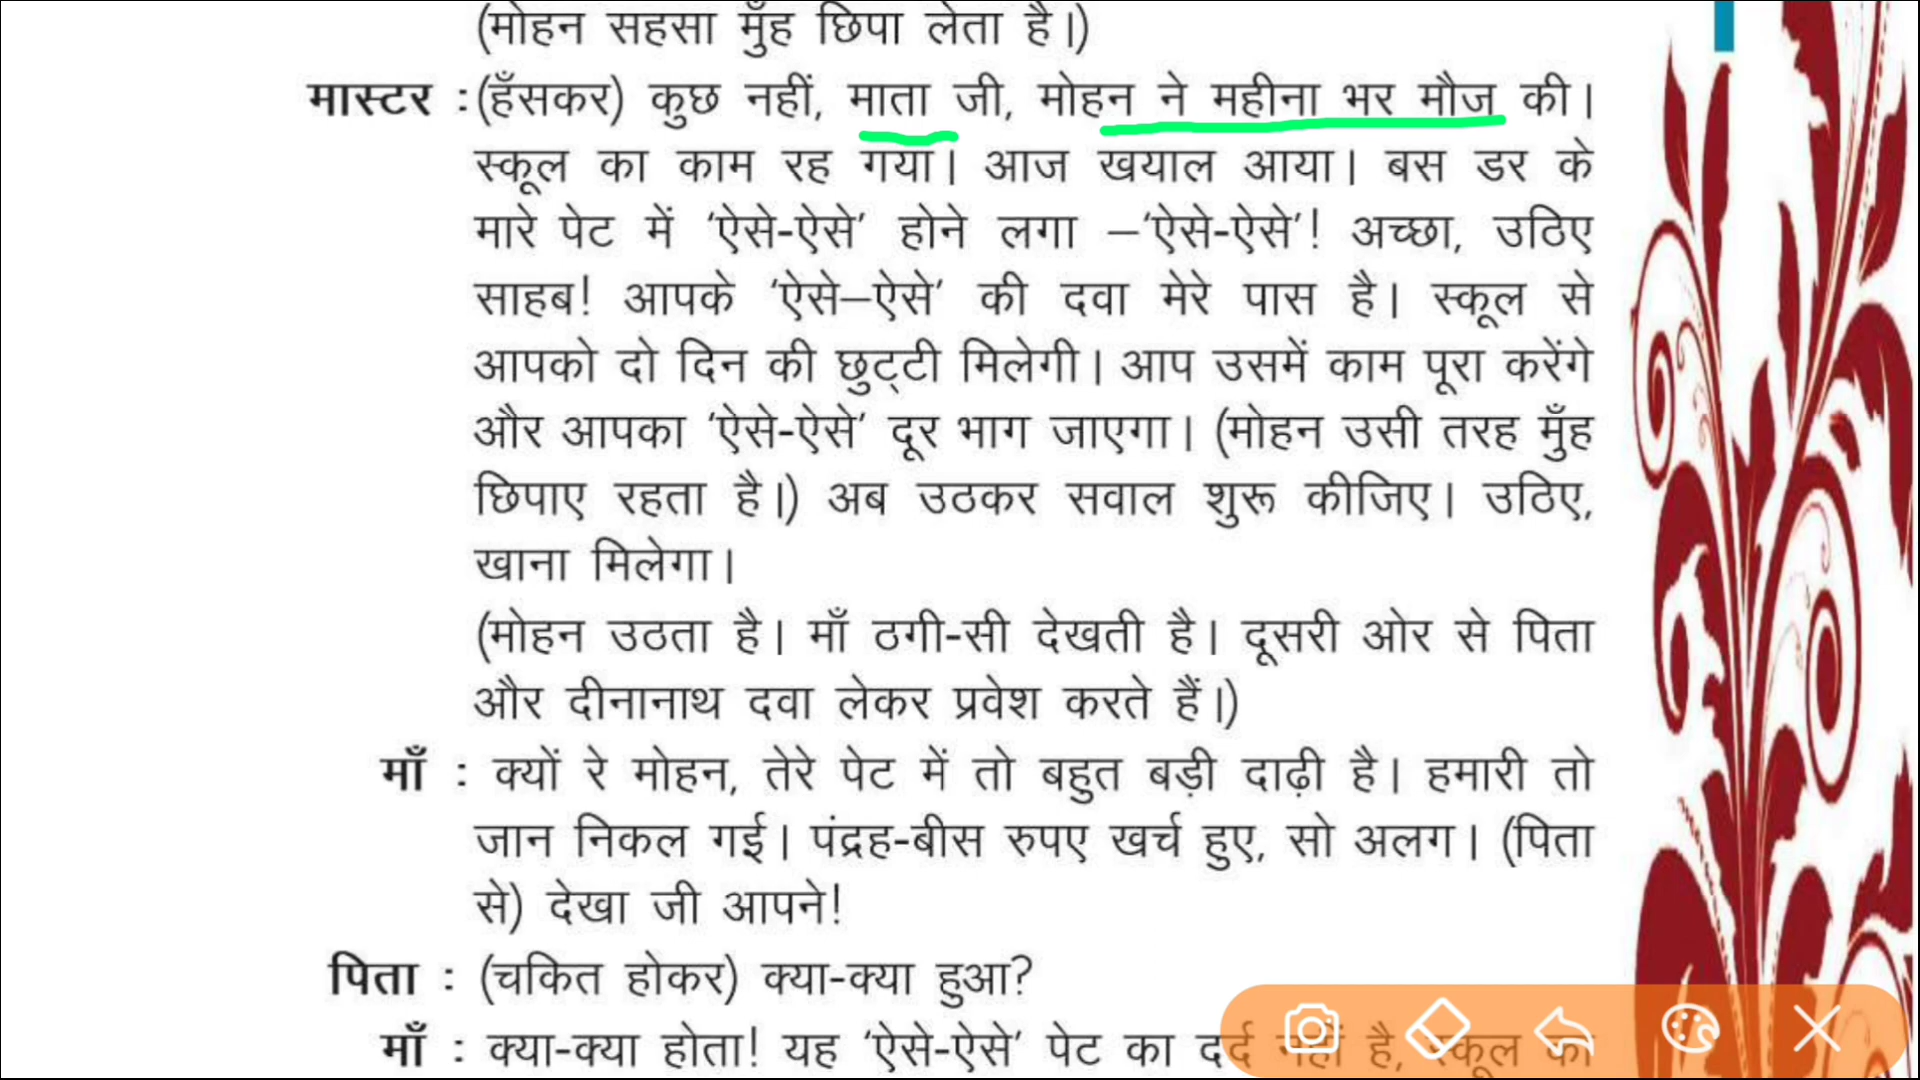 (मोहन सहसा मुँह छिपा लेता है।)
मास्टर : (हँसकर) कुछ नहीं, माता जी, मोहन ने महीना भर मौज की।
स्कूल का काम रह गया। आज खयाल आया। बस डर के
मारे पेट में 'ऐसे-ऐसे' होने लगा –'ऐसे-ऐसे'! अच्छा, उठिए
साहब! आपके 'ऐसे–ऐसे' की दवा मेरे पास है। स्कूल से
आपको दो दिन की छुट्टी मिलेगी। आप उसमें काम पूरा करेंगे
और आपका 'ऐसे-ऐसे' दूर भाग जाएगा। (मोहन उसी तरह मुँह
छिपाए रहता है।) अब उठकर सवाल शुरू कीजिए। उठिए,
खाना मिलेगा।
(मोहन उठता है। माँ ठगी-सी देखती है। दूसरी ओर से पिता
और दीनानाथ दवा लेकर प्रवेश करते हैं।)
माँ : क्यों रे मोहन, तेरे पेट में तो बहुत बड़ी दाढ़ी है। हमारी तो
जान निकल गई। पंद्रह-बीस रुपए खर्च हुए, सो अलग। (पिता
से) देखा जी आपने!
पिता : (चकित होकर) क्या-क्या हुआ?
माँ : क्या-क्या होता! यह 'ऐसे-ऐसे' पेट का दर्द नहीं है, स्कूल का